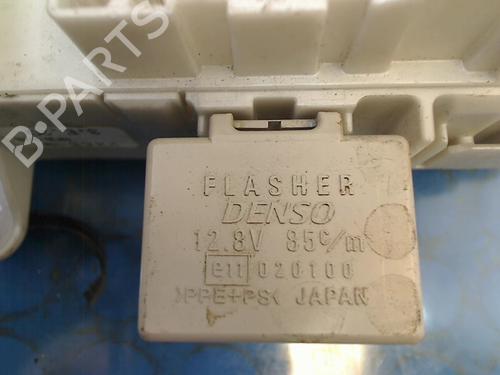 B-PARTS
FLASHER
DENSO
12.8V 85c/m
e11 020100
>PPE+PS< JAPAN